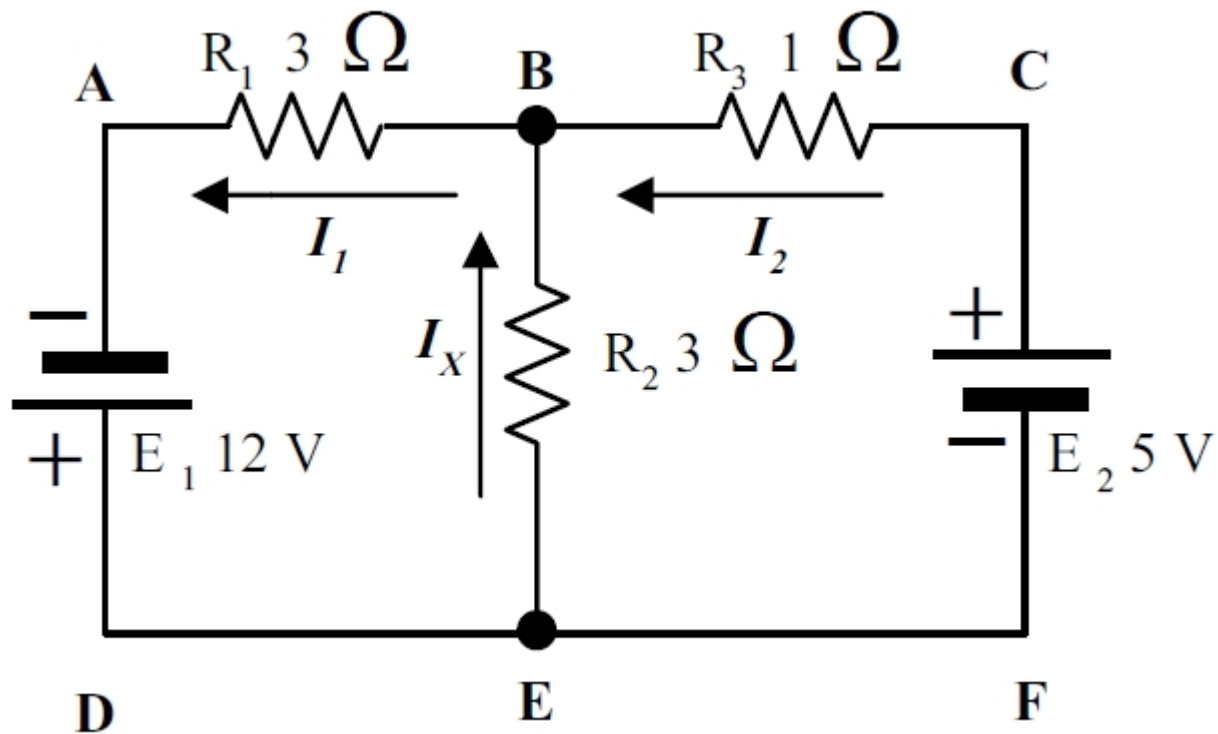 R₁ 3 Ω
R₃ 1 Ω
A
B
C
I₁
I₂
−
+
Iₓ
R₂ 3 Ω
+
E₁ 12 V
−
E₂ 5 V
D
E
F